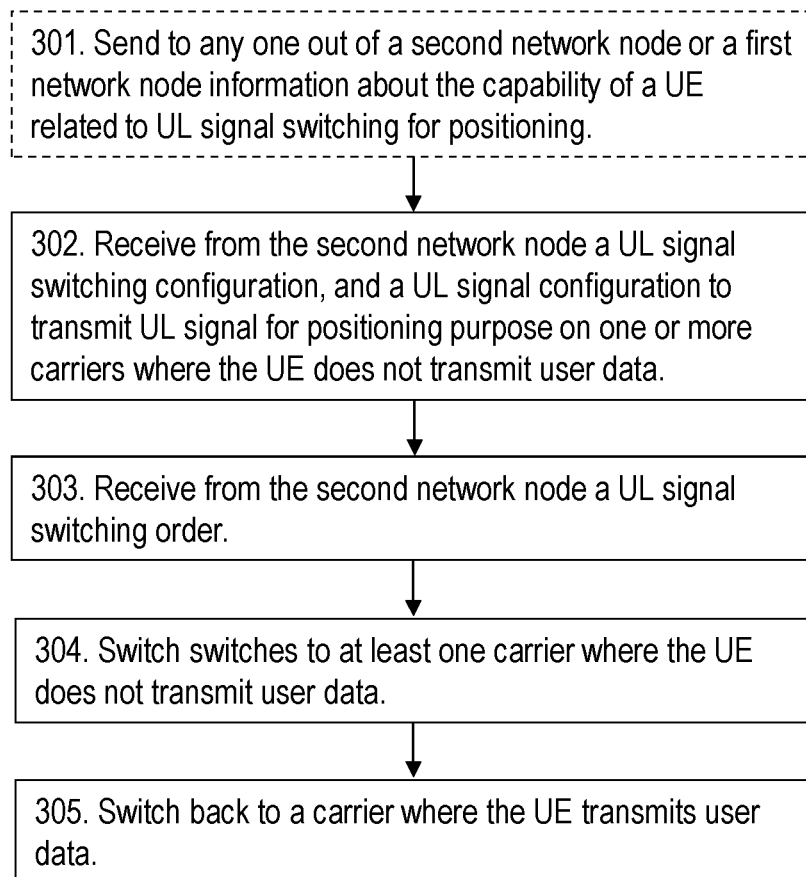 301. Send to any one out of a second network node or a first
network node information about the capability of a UE
related to UL signal switching for positioning.
302. Receive from the second network node a UL signal
switching configuration, and a UL signal configuration to
transmit UL signal for positioning purpose on one or more
carriers where the UE does not transmit user data.
303. Receive from the second network node a UL signal
switching order.
304. Switch switches to at least one carrier where the UE
does not transmit user data.
305. Switch back to a carrier where the UE transmits user
data.